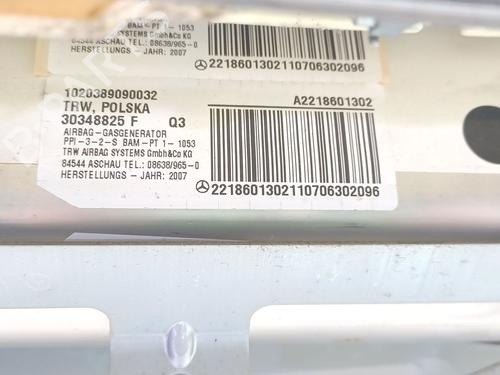 BAM-PT 1-1053
TRW AIRBAG SYSTEMS GmbH&Co KG
84544 ASCHAU TEL.: 08638/965-0
HERSTELLUNGS - JAHR: 2007
2218601302110706302096
1020389090032
A2218601302
TRW, POLSKA
30348825 F Q3
AIRBAG-GASGENERATOR
PPI-3-2-S BAM-PT 1-1053
TRW AIRBAG SYSTEMS GmbH&Co KG
84544 ASCHAU TEL.: 08638/965-0
HERSTELLUNGS - JAHR: 2007
2218601302110706302096